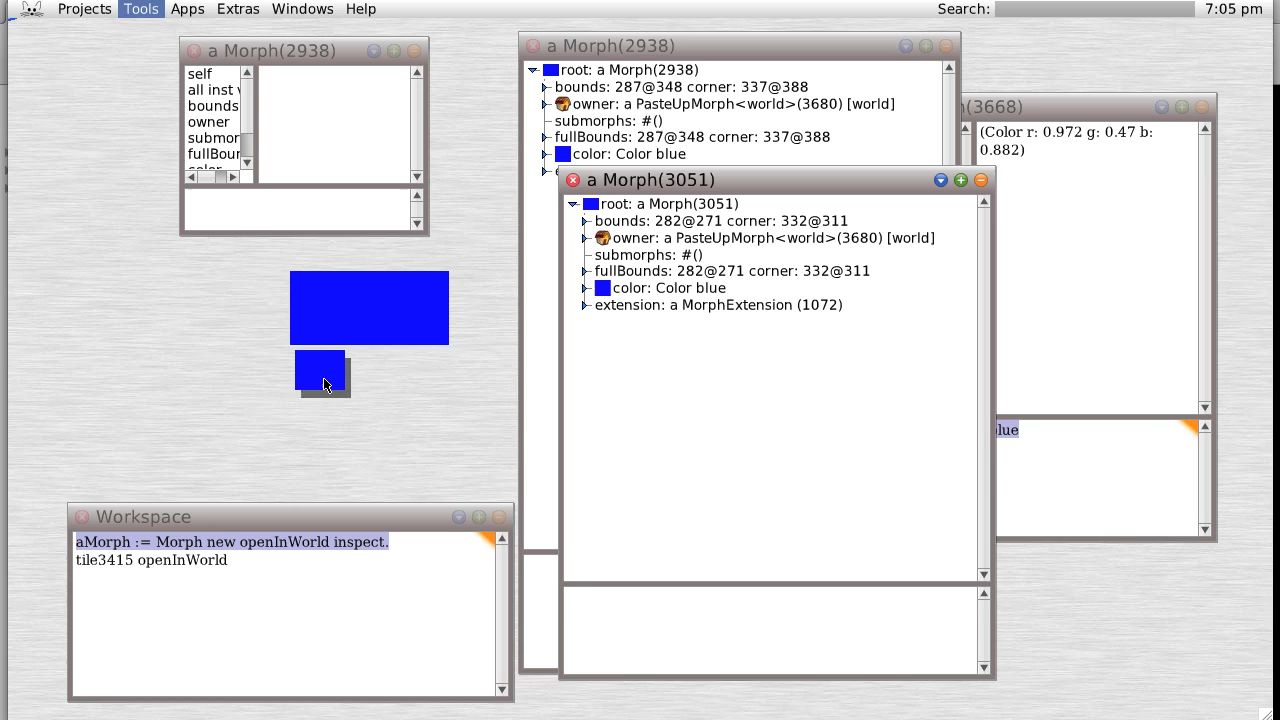 Projects Tools Apps Extras Windows Help Search: 7:05 pm
a Morph(2938)
self
all inst
bounds
owner
submor
fullBour
a Morph(2938)
root: a Morph(2938)
bounds: 287@348 corner: 337@388
owner: a PasteUpMorph<world>(3680) [world]
submorphs: #()
fullBounds: 287@348 corner: 337@388
color: Color blue
(3668)
(Color r: 0.972 g: 0.47 b:
0.882)
lue
a Morph(3051)
root: a Morph(3051)
bounds: 282@271 corner: 332@311
owner: a PasteUpMorph<world>(3680) [world]
submorphs: #()
fullBounds: 282@271 corner: 332@311
color: Color blue
extension: a MorphExtension (1072)
Workspace
aMorph := Morph new openInWorld inspect.
tile3415 openInWorld